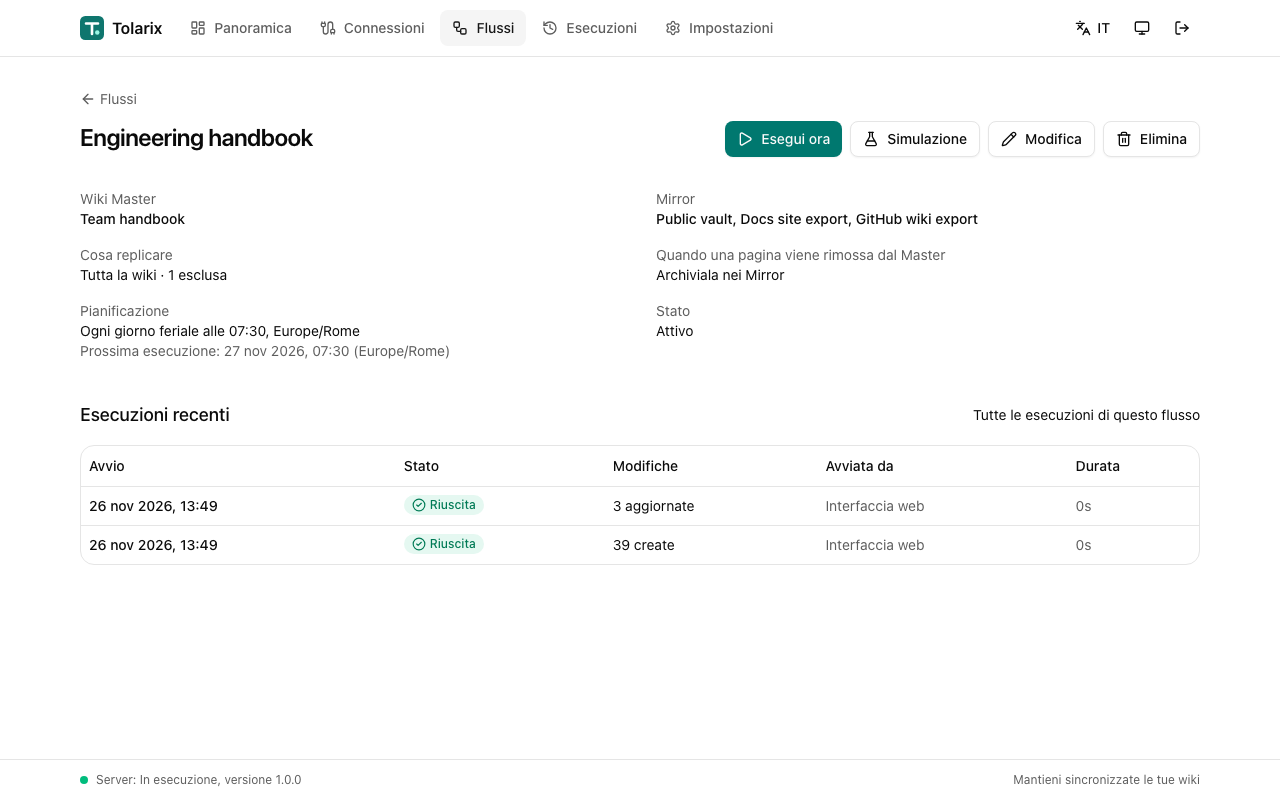 Tolarix
Panoramica
Connessioni
Flussi
Esecuzioni
Impostazioni
IT
Flussi
Engineering handbook
Esegui ora
Simulazione
Modifica
Elimina
Wiki Master
Team handbook
Mirror
Public vault, Docs site export, GitHub wiki export
Cosa replicare
Tutta la wiki · 1 esclusa
Quando una pagina viene rimossa dal Master
Archiviala nei Mirror
Pianificazione
Ogni giorno feriale alle 07:30, Europe/Rome
Prossima esecuzione: 27 nov 2026, 07:30 (Europe/Rome)
Stato
Attivo
Esecuzioni recenti
Tutte le esecuzioni di questo flusso
Avvio Stato Modifiche Avviata da Durata
26 nov 2026, 13:49 Riuscita 3 aggiornate Interfaccia web 0s
26 nov 2026, 13:49 Riuscita 39 create Interfaccia web 0s
Server: In esecuzione, versione 1.0.0
Mantieni sincronizzate le tue wiki